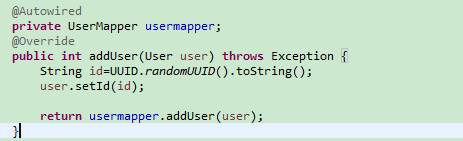 @Autowired
private UserMapper usermapper;
@Override
public int addUser(User user) throws Exception {
String id=UUID.randomUUID().toString();
user.setId(id);
return usermapper.addUser(user);
}